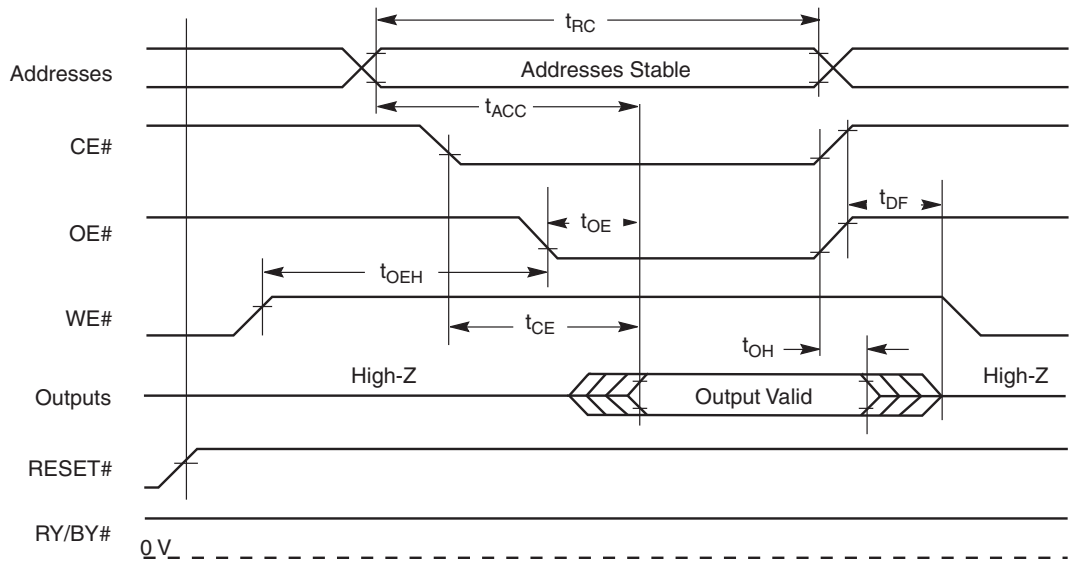 tRC
Addresses
Addresses Stable
tACC
CE#
tDF
OE#
tOE
tOEH
WE#
tCE
tOH
High-Z
High-Z
Outputs
Output Valid
RESET#
RY/BY#
0 V